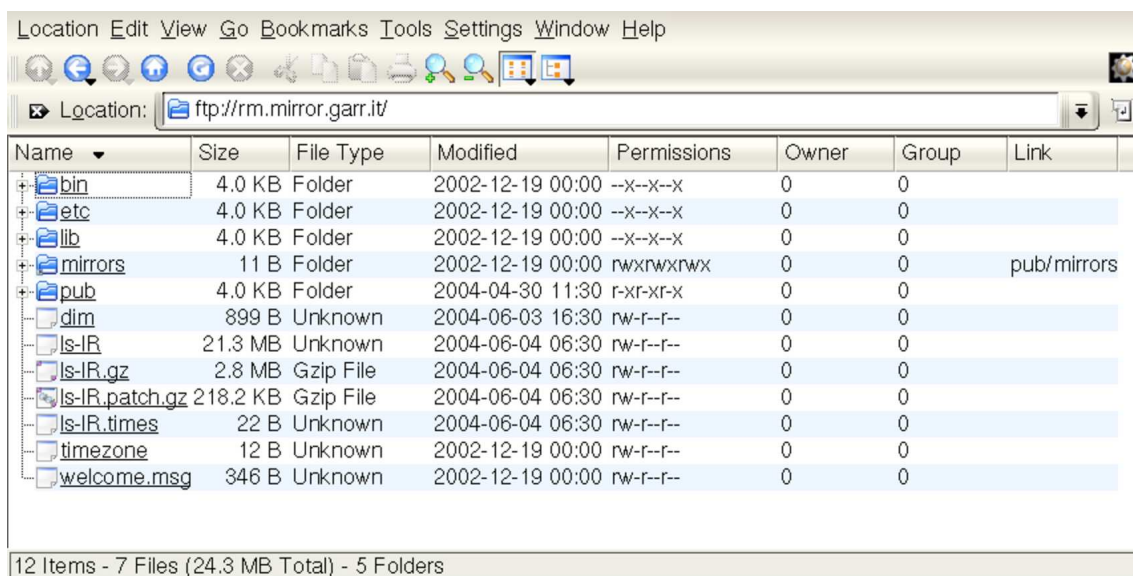 Location Edit View Go Bookmarks Tools Settings Window Help
Location: ftp://rm.mirror.garr.it/
Name Size File Type Modified Permissions Owner Group Link
bin 4.0 KB Folder 2002-12-19 00:00 --x--x--x 0 0
etc 4.0 KB Folder 2002-12-19 00:00 --x--x--x 0 0
lib 4.0 KB Folder 2002-12-19 00:00 --x--x--x 0 0
mirrors 11 B Folder 2002-12-19 00:00 rwxrwxrwx 0 0 pub/mirrors
pub 4.0 KB Folder 2004-04-30 11:30 r-xr-xr-x 0 0
dim 899 B Unknown 2004-06-03 16:30 rw-r--r-- 0 0
ls-lR 21.3 MB Unknown 2004-06-04 06:30 rw-r--r-- 0 0
ls-lR.gz 2.8 MB Gzip File 2004-06-04 06:30 rw-r--r-- 0 0
ls-lR.patch.gz 218.2 KB Gzip File 2004-06-04 06:30 rw-r--r-- 0 0
ls-lR.times 22 B Unknown 2004-06-04 06:30 rw-r--r-- 0 0
timezone 12 B Unknown 2002-12-19 00:00 rw-r--r-- 0 0
welcome.msg 346 B Unknown 2002-12-19 00:00 rw-r--r-- 0 0
12 Items - 7 Files (24.3 MB Total) - 5 Folders